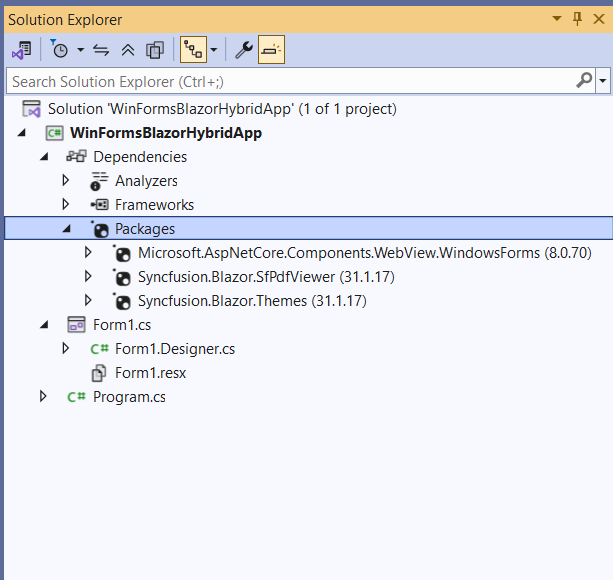 Solution Explorer
Search Solution Explorer (Ctrl+;)
Solution 'WinFormsBlazorHybridApp' (1 of 1 project)
C# WinFormsBlazorHybridApp
Dependencies
Analyzers
Frameworks
Packages
Microsoft.AspNetCore.Components.WebView.WindowsForms (8.0.70)
Syncfusion.Blazor.SfPdfViewer (31.1.17)
Syncfusion.Blazor.Themes (31.1.17)
Form1.cs
C# Form1.Designer.cs
Form1.resx
C# Program.cs